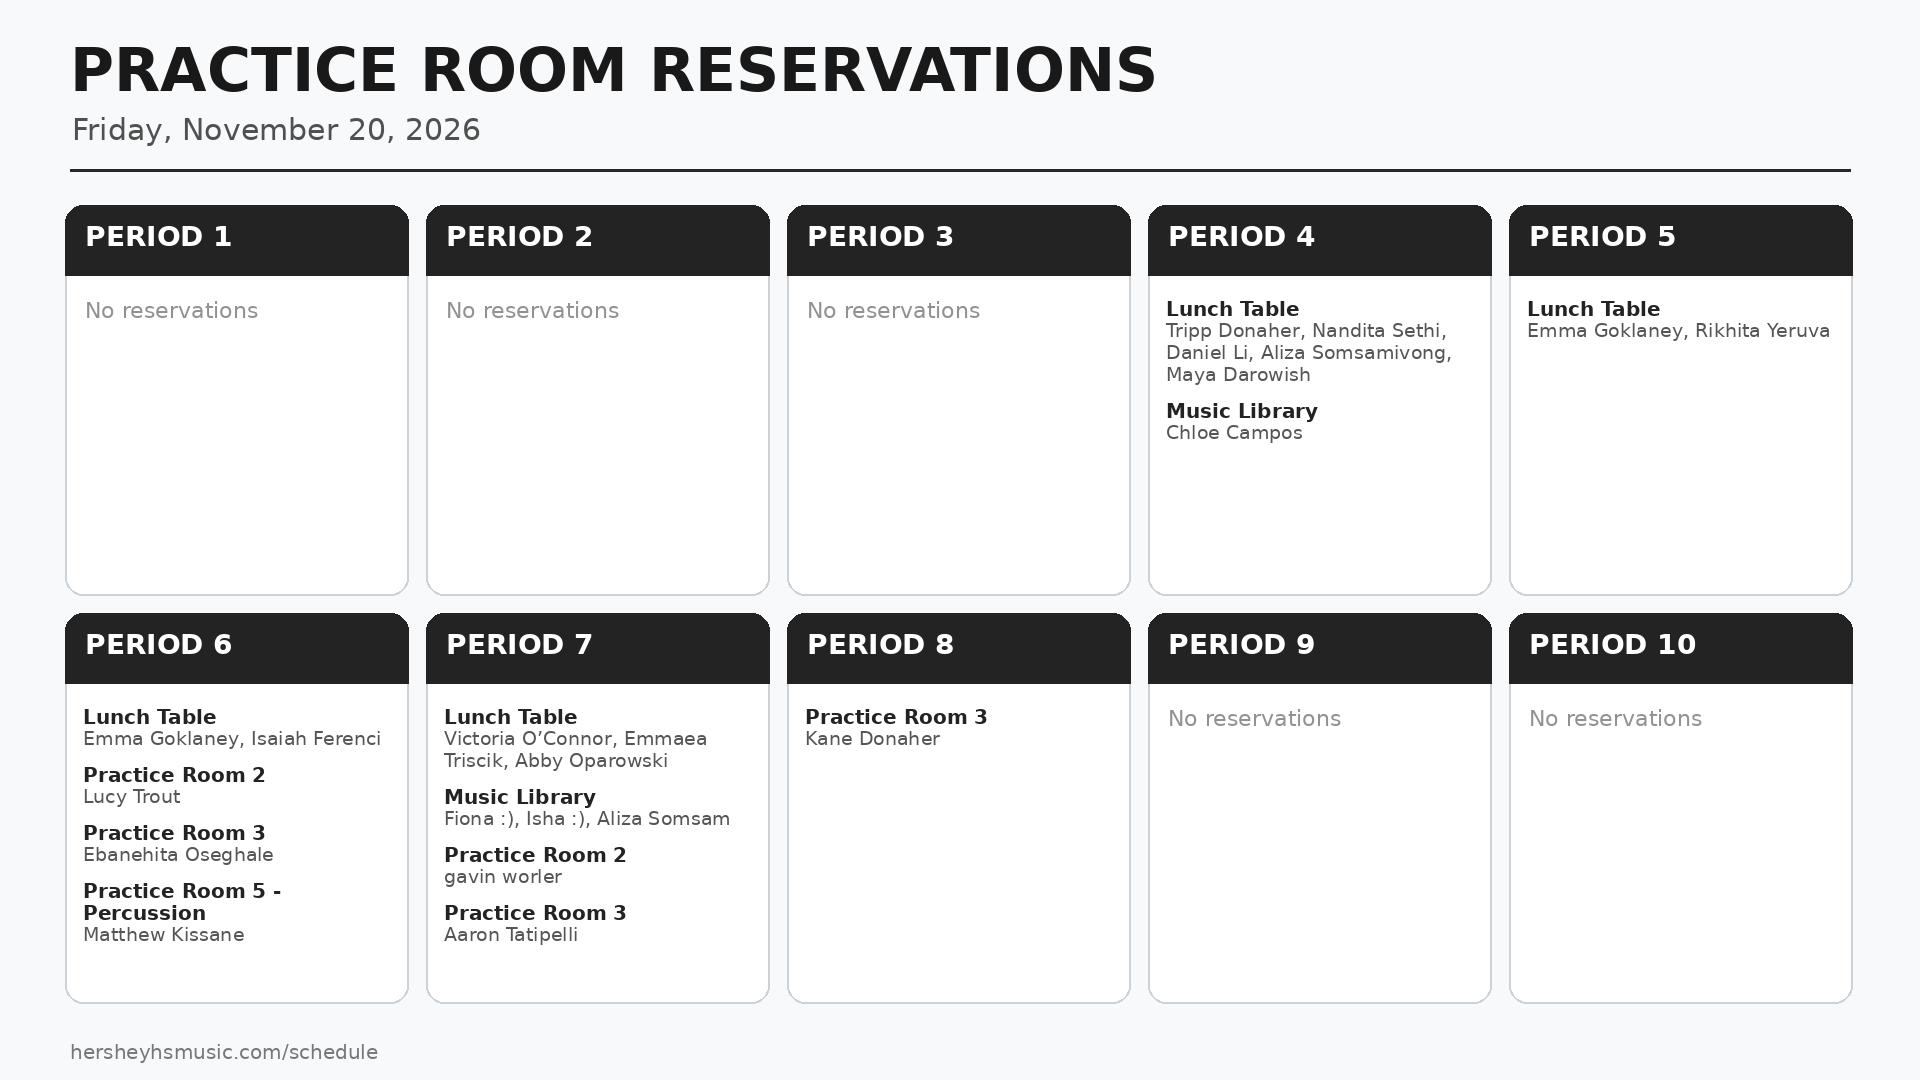 PRACTICE ROOM RESERVATIONS
Friday, November 20, 2026
PERIOD 1
No reservations
PERIOD 2
No reservations
PERIOD 3
No reservations
PERIOD 4
Lunch Table
Tripp Donaher, Nandita Sethi,
Daniel Li, Aliza Somsamivong,
Maya Darowish
Music Library
Chloe Campos
PERIOD 5
Lunch Table
Emma Goklaney, Rikhita Yeruva
PERIOD 6
Lunch Table
Emma Goklaney, Isaiah Ferenci
Practice Room 2
Lucy Trout
Practice Room 3
Ebanehita Oseghale
Practice Room 5 -
Percussion
Matthew Kissane
PERIOD 7
Lunch Table
Victoria O’Connor, Emmaea
Triscik, Abby Oparowski
Music Library
Fiona :), Isha :), Aliza Somsam
Practice Room 2
gavin worler
Practice Room 3
Aaron Tatipelli
PERIOD 8
Practice Room 3
Kane Donaher
PERIOD 9
No reservations
PERIOD 10
No reservations
hersheyhsmusic.com/schedule